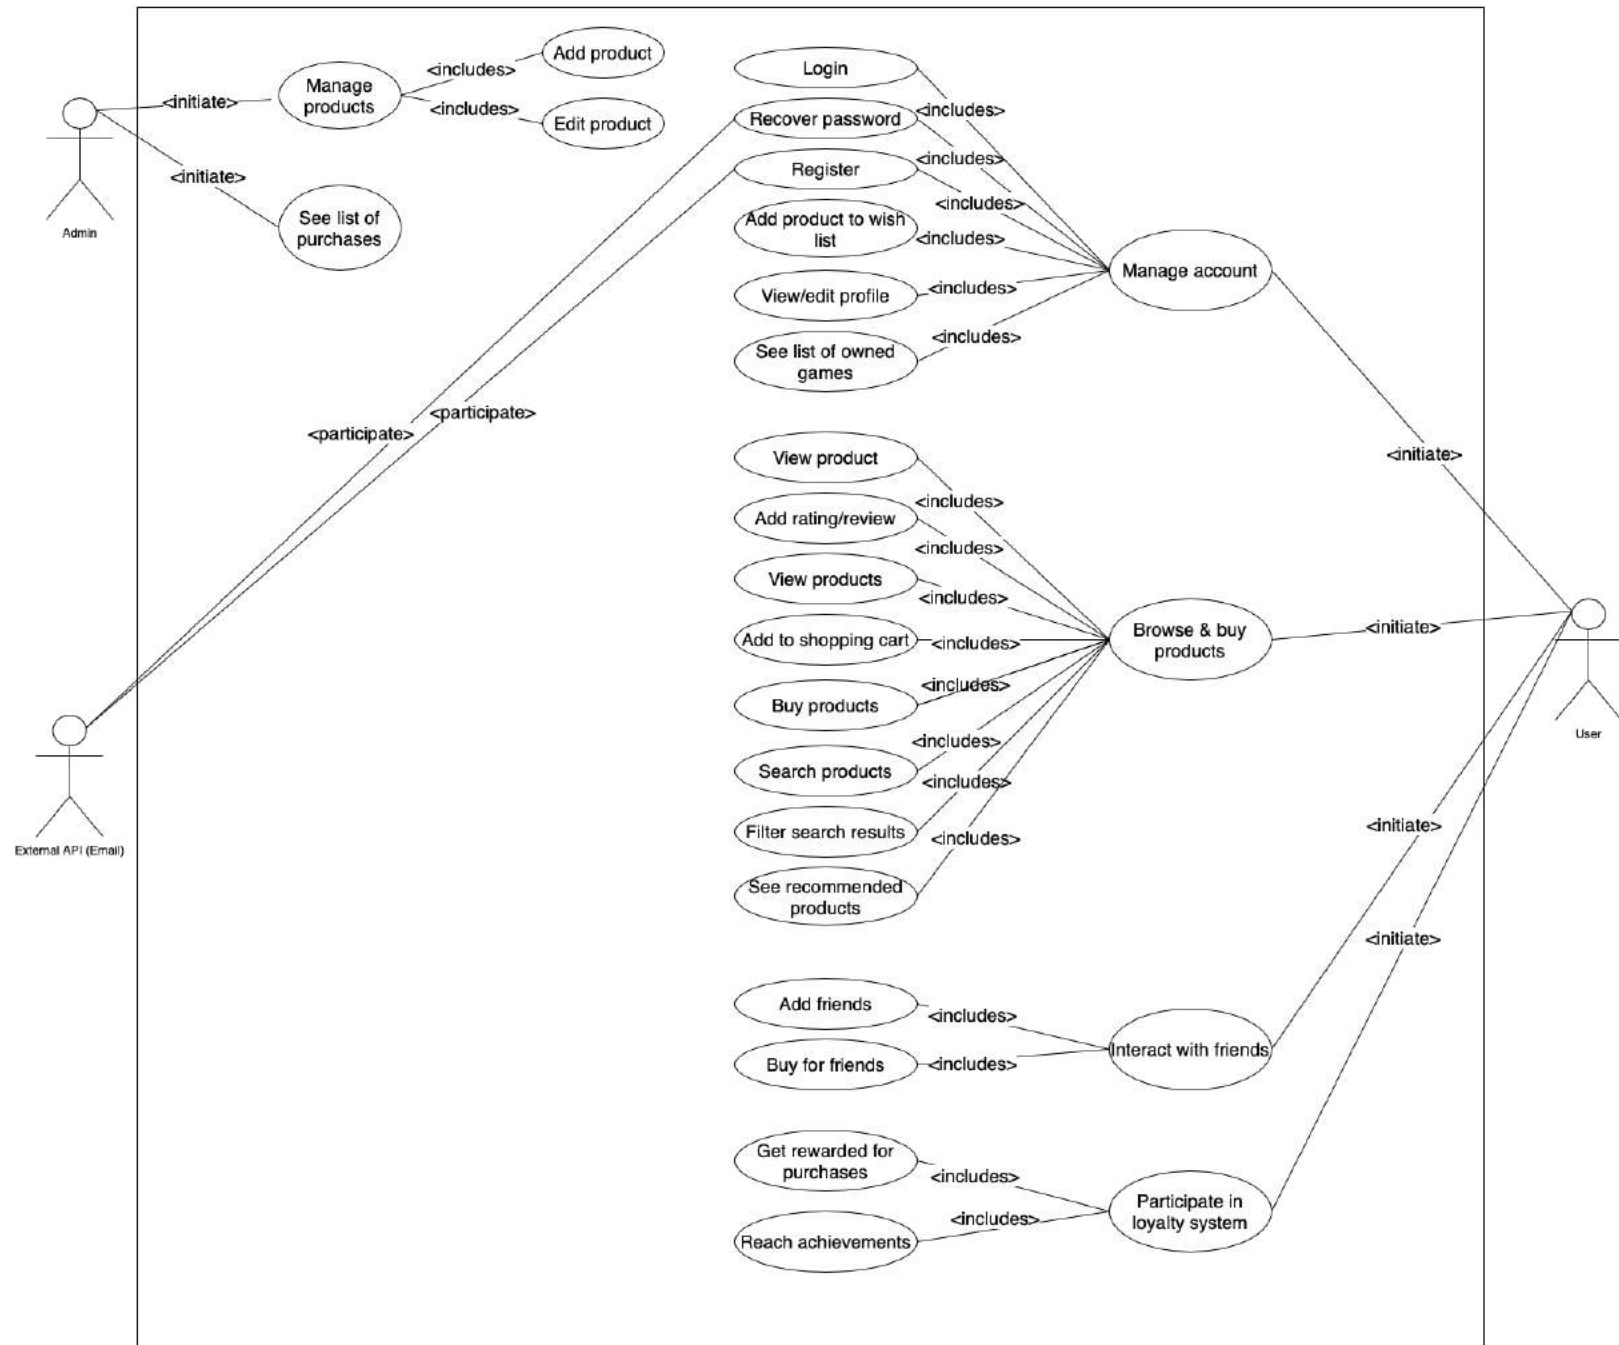 Add product
<includes>
Manage
products
<initiate>
<includes>
Edit product
Admin
<initiate>
See list of
purchases
Login
<includes>
Recover password
<includes>
Register
<includes>
Add product to wish
list
<includes>
View/edit profile
<includes>
See list of owned
games
<includes>
Manage account
<initiate>
<participate>
<participate>
View product
<includes>
Add rating/review
<includes>
View products
<includes>
Add to shopping cart
<includes>
Buy products
<includes>
Search products
<includes>
Filter search results
<includes>
See recommended
products
<includes>
Browse & buy
products
<initiate>
User
External API (Email)
<initiate>
<initiate>
Add friends
<includes>
Buy for friends
<includes>
Interact with friends
Get rewarded for
purchases
<includes>
Reach achievements
<includes>
Participate in
loyalty system